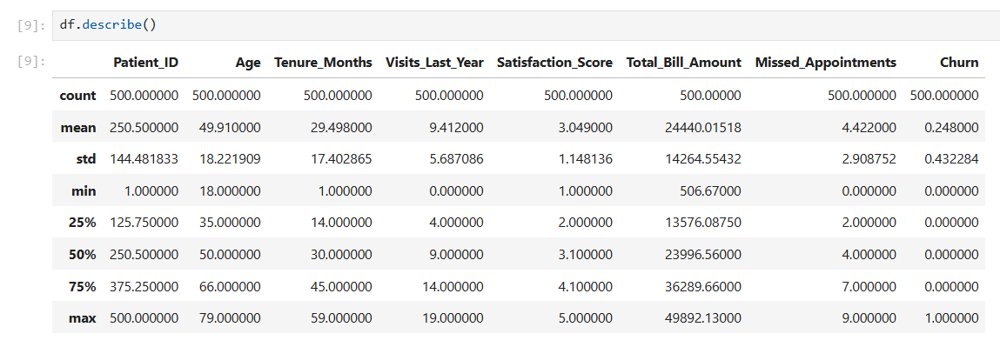 [9]: df.describe()
[9]:
Patient_ID Age Tenure_Months Visits_Last_Year Satisfaction_Score Total_Bill_Amount Missed_Appointments Churn
count 500.000000 500.000000 500.000000 500.000000 500.000000 500.00000 500.000000 500.000000
mean 250.500000 49.910000 29.498000 9.412000 3.049000 24440.01518 4.422000 0.248000
std 144.481833 18.221909 17.402865 5.687086 1.148136 14264.55432 2.908752 0.432284
min 1.000000 18.000000 1.000000 0.000000 1.000000 506.67000 0.000000 0.000000
25% 125.750000 35.000000 14.000000 4.000000 2.000000 13576.08750 2.000000 0.000000
50% 250.500000 50.000000 30.000000 9.000000 3.100000 23996.56000 4.000000 0.000000
75% 375.250000 66.000000 45.000000 14.000000 4.100000 36289.66000 7.000000 0.000000
max 500.000000 79.000000 59.000000 19.000000 5.000000 49892.13000 9.000000 1.000000